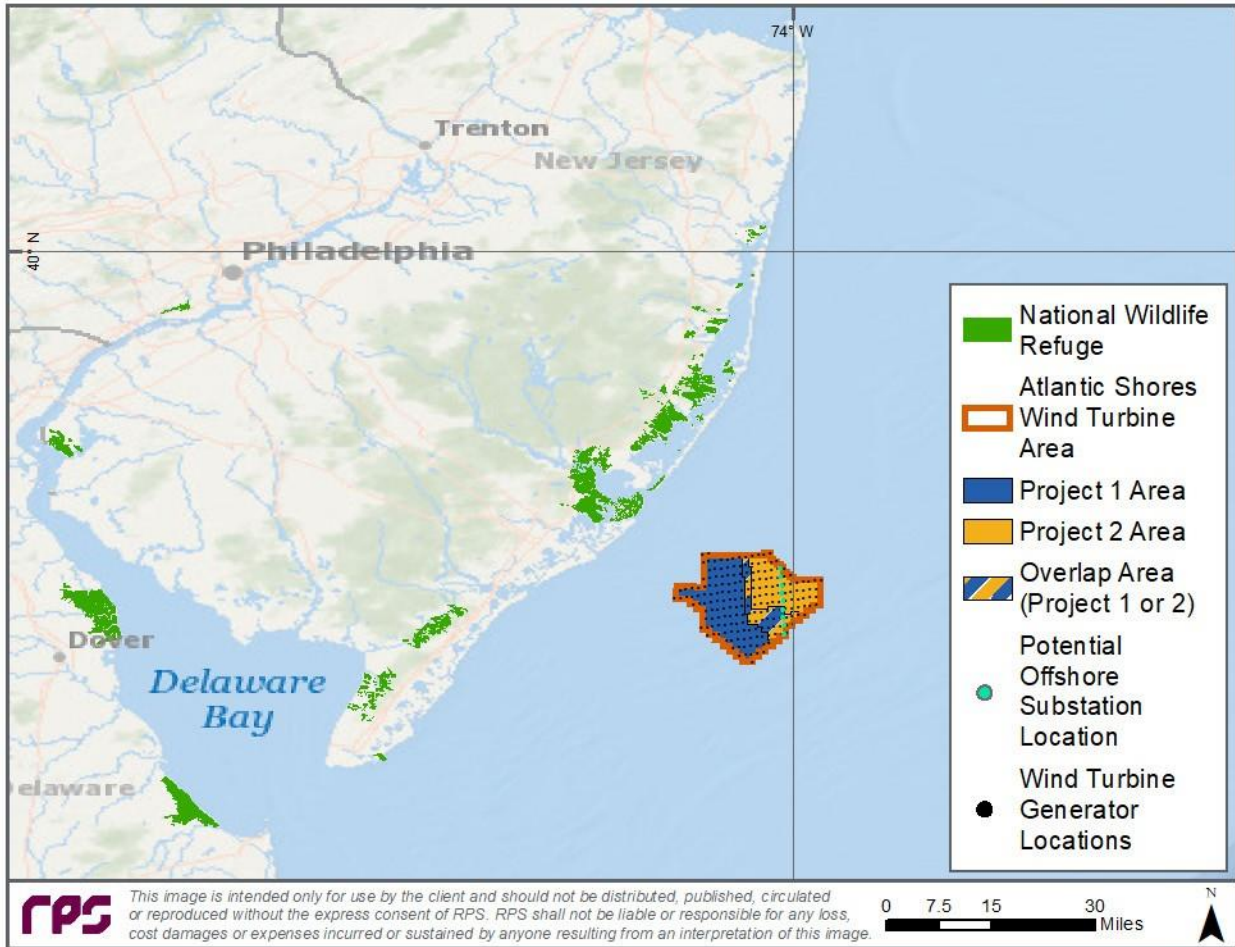 74° W
Trenton
New Jersey
40° N
Philadelphia
National Wildlife
Refuge
Atlantic Shores
Wind Turbine
Area
Project 1 Area
Project 2 Area
Overlap Area
(Project 1 or 2)
Potential
Offshore
Substation
Location
Wind Turbine
Generator
Locations
Dover
Delaware
Bay
elaware
rps
This image is intended only for use by the client and should not be distributed, published, circulated
or reproduced without the express consent of RPS. RPS shall not be liable or responsible for any loss,
cost damages or expenses incurred or sustained by anyone resulting from an interpretation of this image.
0 7.5 15 30
Miles
N